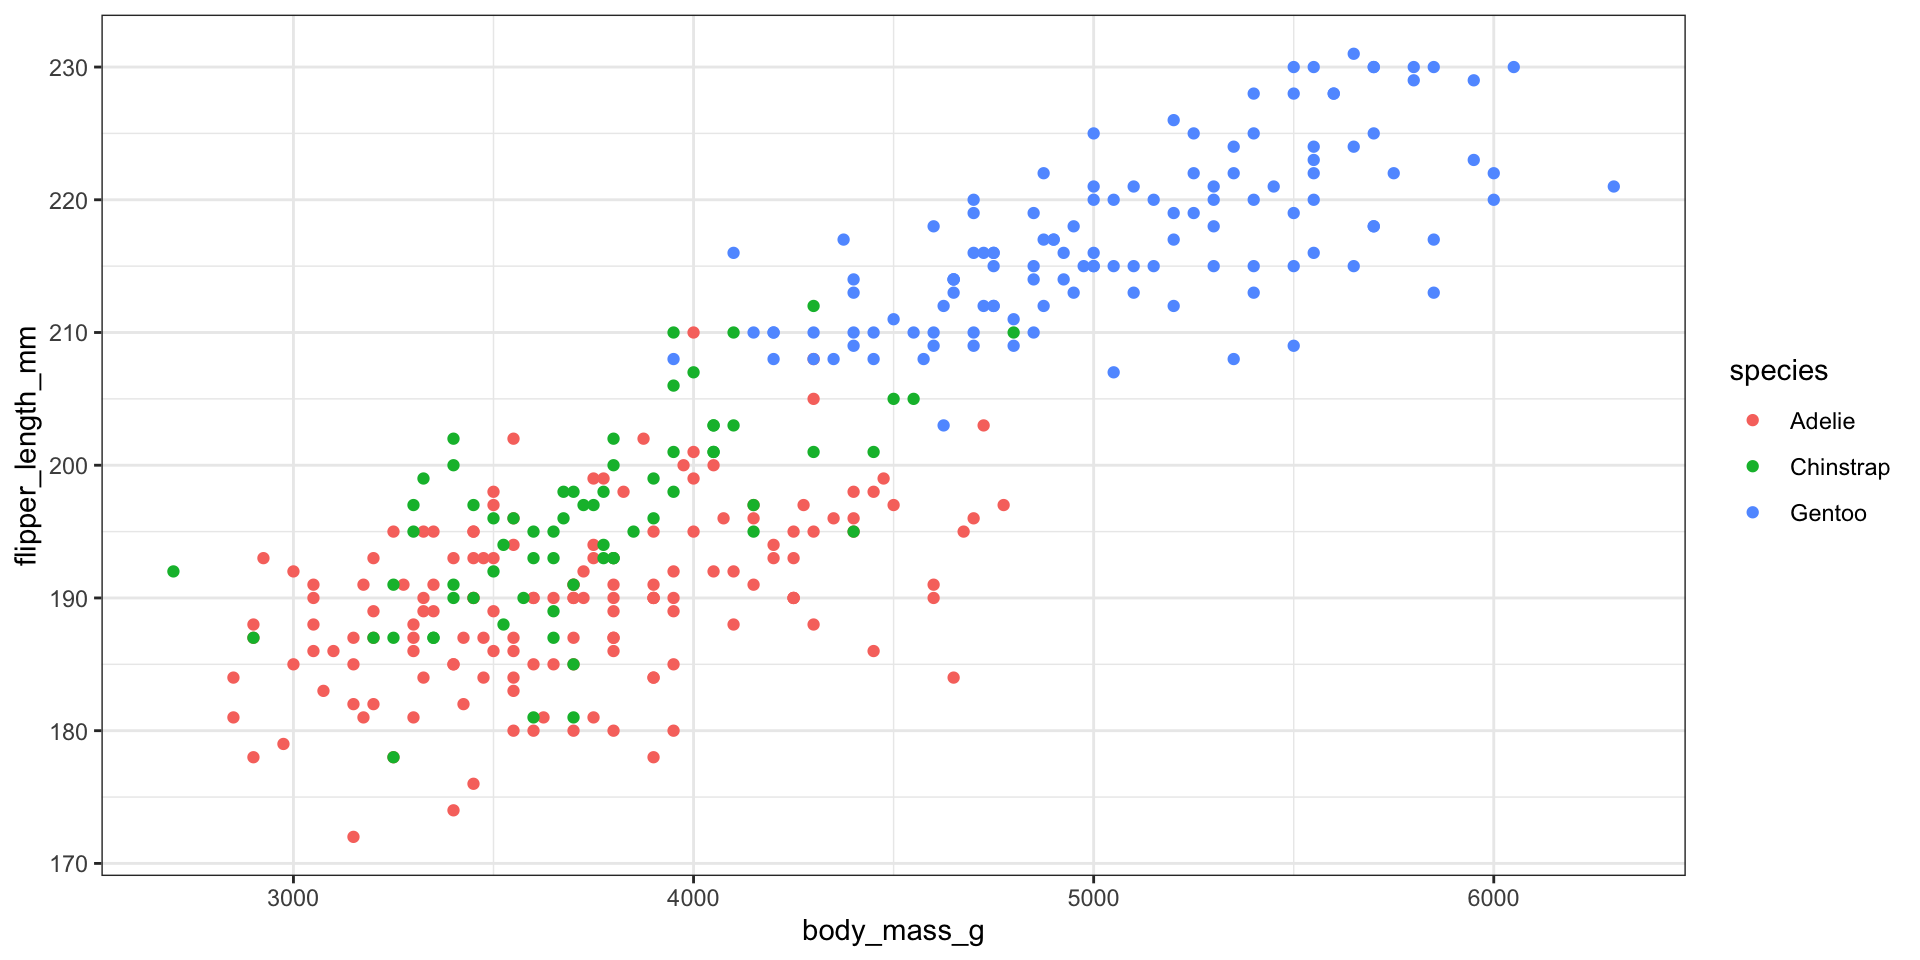 230
220
210
200
190
180
170
flipper_length_mm
3000 4000 5000 6000
body_mass_g
species
Adelie
Chinstrap
Gentoo